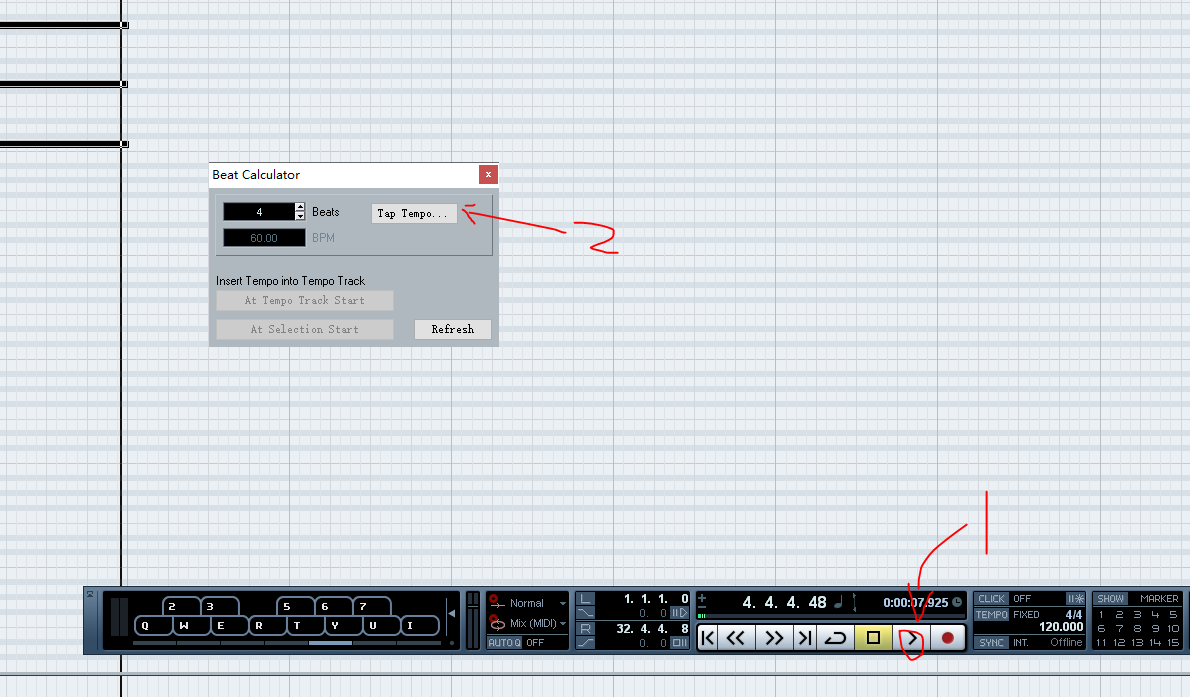 Beat Calculator
x
4 Beats Tap Tempo...
2
60.00 BPM
Insert Tempo into Tempo Track
At Tempo Track Start
At Selection Start Refresh
1
2 3 5 6 7
Q W E R T Y U I
Normal
Mix (MIDI)
AUTO Q OFF
L 1. 1. 1. 0
0. 0
R 32. 4. 4. 8
0. 0
4. 4. 4. 48 0:00:07.925
CLICK OFF
TEMPO FIXED 4/4
120.000
SYNC INT. Offline
SHOW MARKER
1 2 3 4 5
6 7 8 9 10
11 12 13 14 15